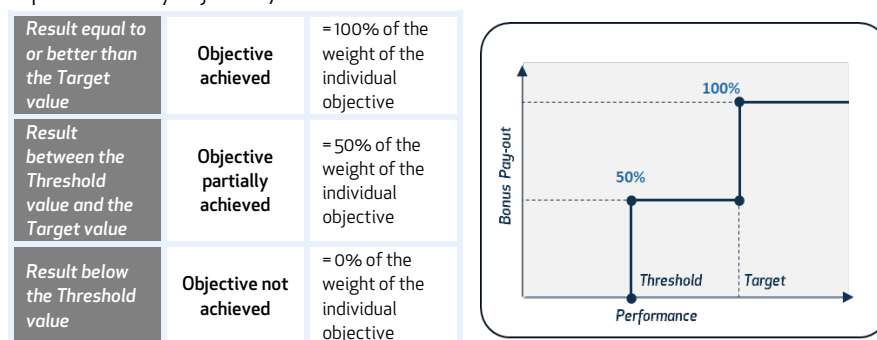 Result equal to
or better than
the Target
value
Objective
achieved
=100% of the
weight of the
individual
objective
Result
between the
Threshold
value and the
Target value
Objective
partially
achieved
=50% of the
weight of the
individual
objective
Result below
the Threshold
value
Objective not
achieved
=0% of the
weight of the
individual
objective
100%
50%
Bonus Pay-out
Threshold
Target
Performance